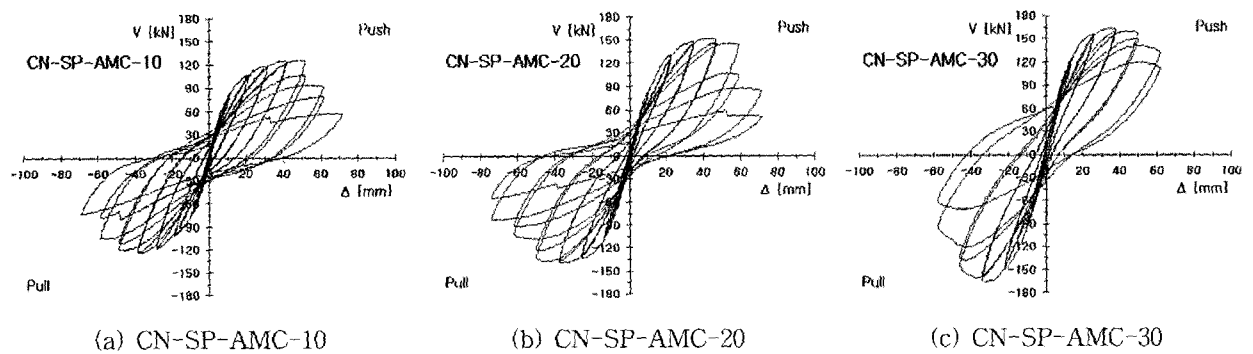 V [kN]
180
Push
150
CN-SP-AMC-10
120
90
60
30
-100 -80 -60 -40 -20 0 20 40 60 80 100
Δ [mm]
-90
-120
Pull
-150
-180
(a) CN-SP-AMC-10
V [kN]
180
Push
150
CN-SP-AMC-20
120
90
60
30
-100 -80 -60 -40 -20 0 20 40 60 80 100
Δ [mm]
-90
-120
Pull
-150
-180
(b) CN-SP-AMC-20
V [kN]
180
Push
150
CN-SP-AMC-30
120
90
60
30
-100 -80 -60 -40 -20 0 20 40 60 80 100
Δ [mm]
-90
-120
Pull
-150
-180
(c) CN-SP-AMC-30